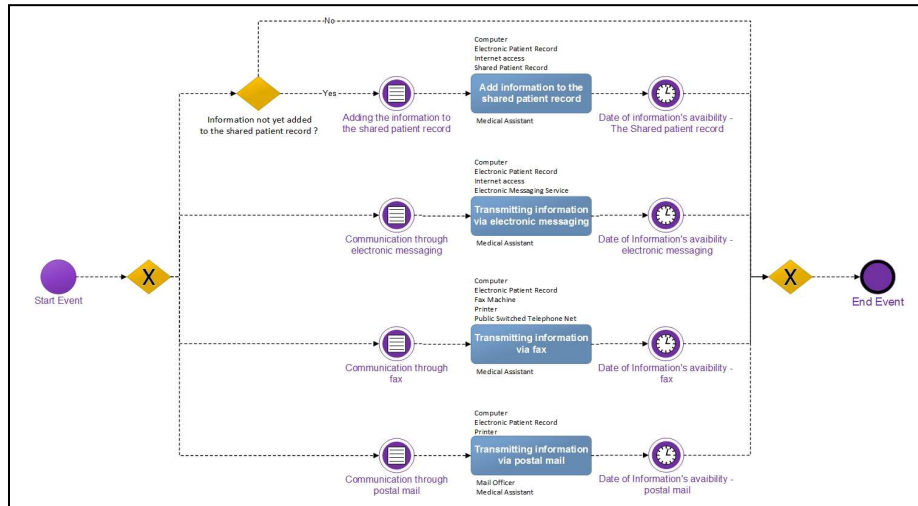 No
Computer
Electronic Patient Record
Internet access
Shared Patient Record
Yes
Add information to the
shared patient record
Information not yet added
to the shared patient record ?
Adding the information to
the shared patient record
Medical Assistant
Date of information's avaibility -
The Shared patient record
Computer
Electronic Patient Record
Internet access
Electronic Messaging Service
Transmitting information
via electronic messaging
Communication through
electronic messaging
Medical Assistant
Date of Information's avaibility -
electronic messaging
X
X
Start Event
End Event
Computer
Electronic Patient Record
Fax Machine
Printer
Public Switched Telephone Net
Transmitting information
via fax
Communication through
fax
Medical Assistant
Date of Information's avaibility -
fax
Computer
Electronic Patient Record
Printer
Transmitting information
via postal mail
Communication through
postal mail
Mail Officer
Medical Assistant
Date of Information's avaibility -
postal mail